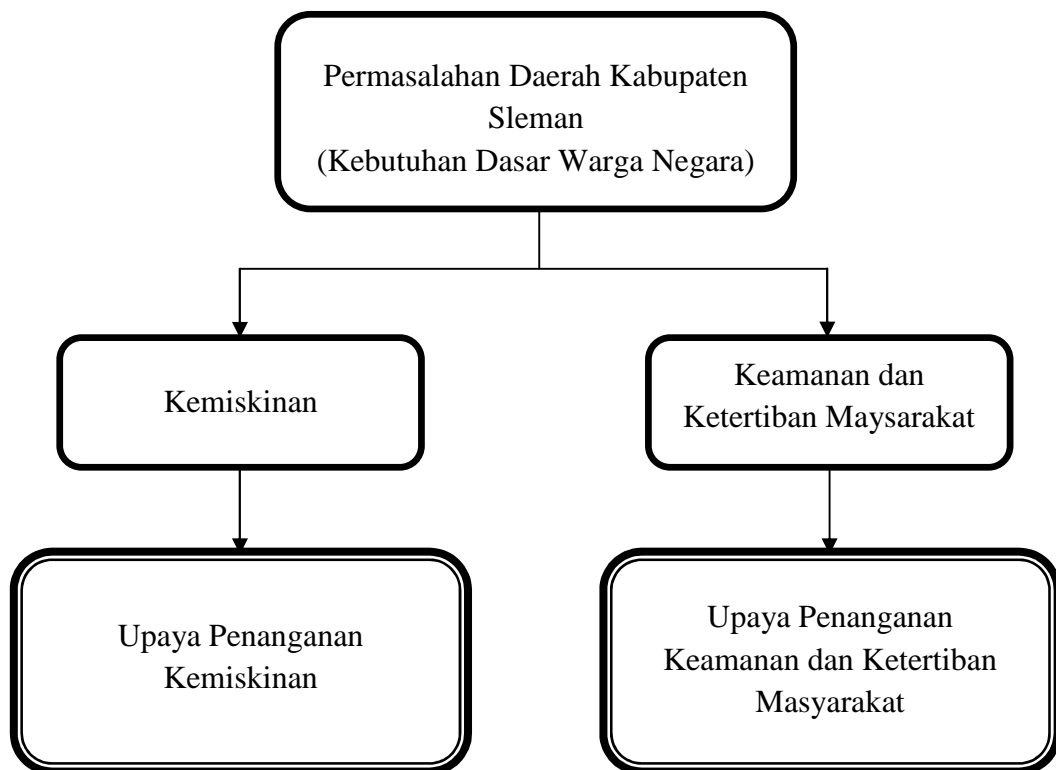 Permasalahan Daerah Kabupaten
Sleman
(Kebutuhan Dasar Warga Negara)
Kemiskinan
Keamanan dan
Ketertiban Maysarakat
Upaya Penanganan
Kemiskinan
Upaya Penanganan
Keamanan dan Ketertiban
Masyarakat